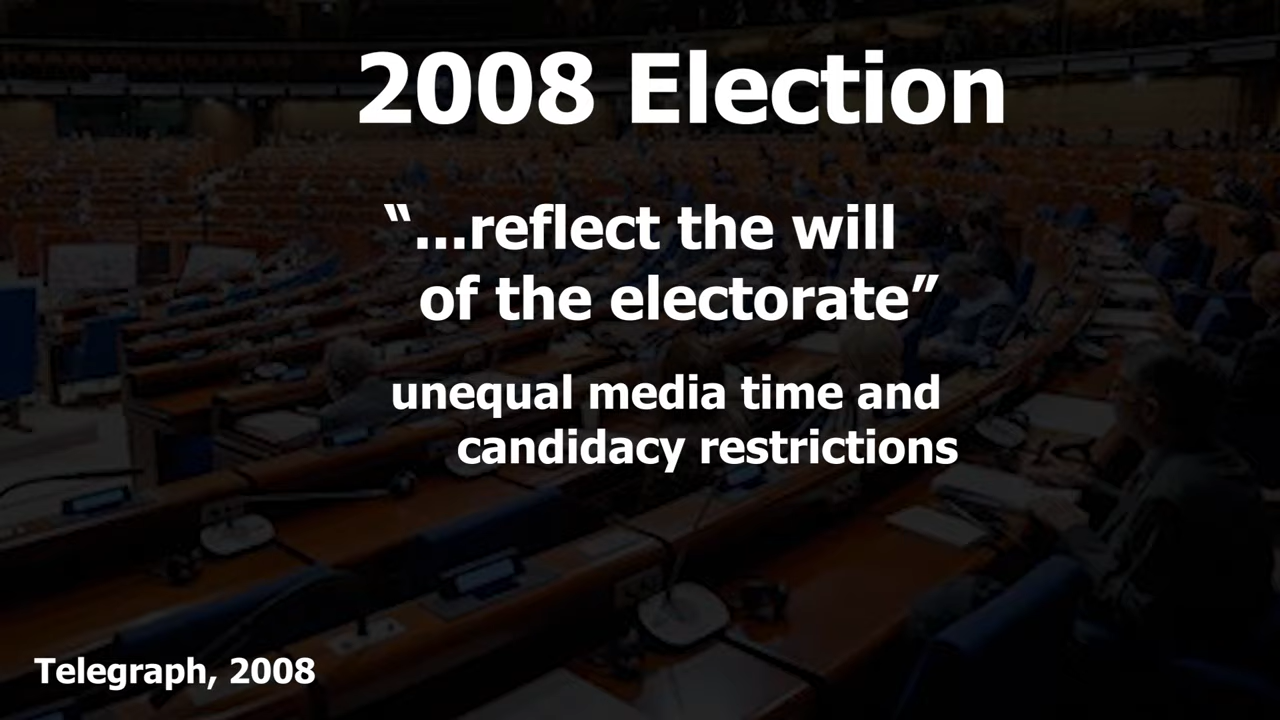 2008 Election
“...reflect the will
of the electorate”
unequal media time and
candidacy restrictions
Telegraph, 2008